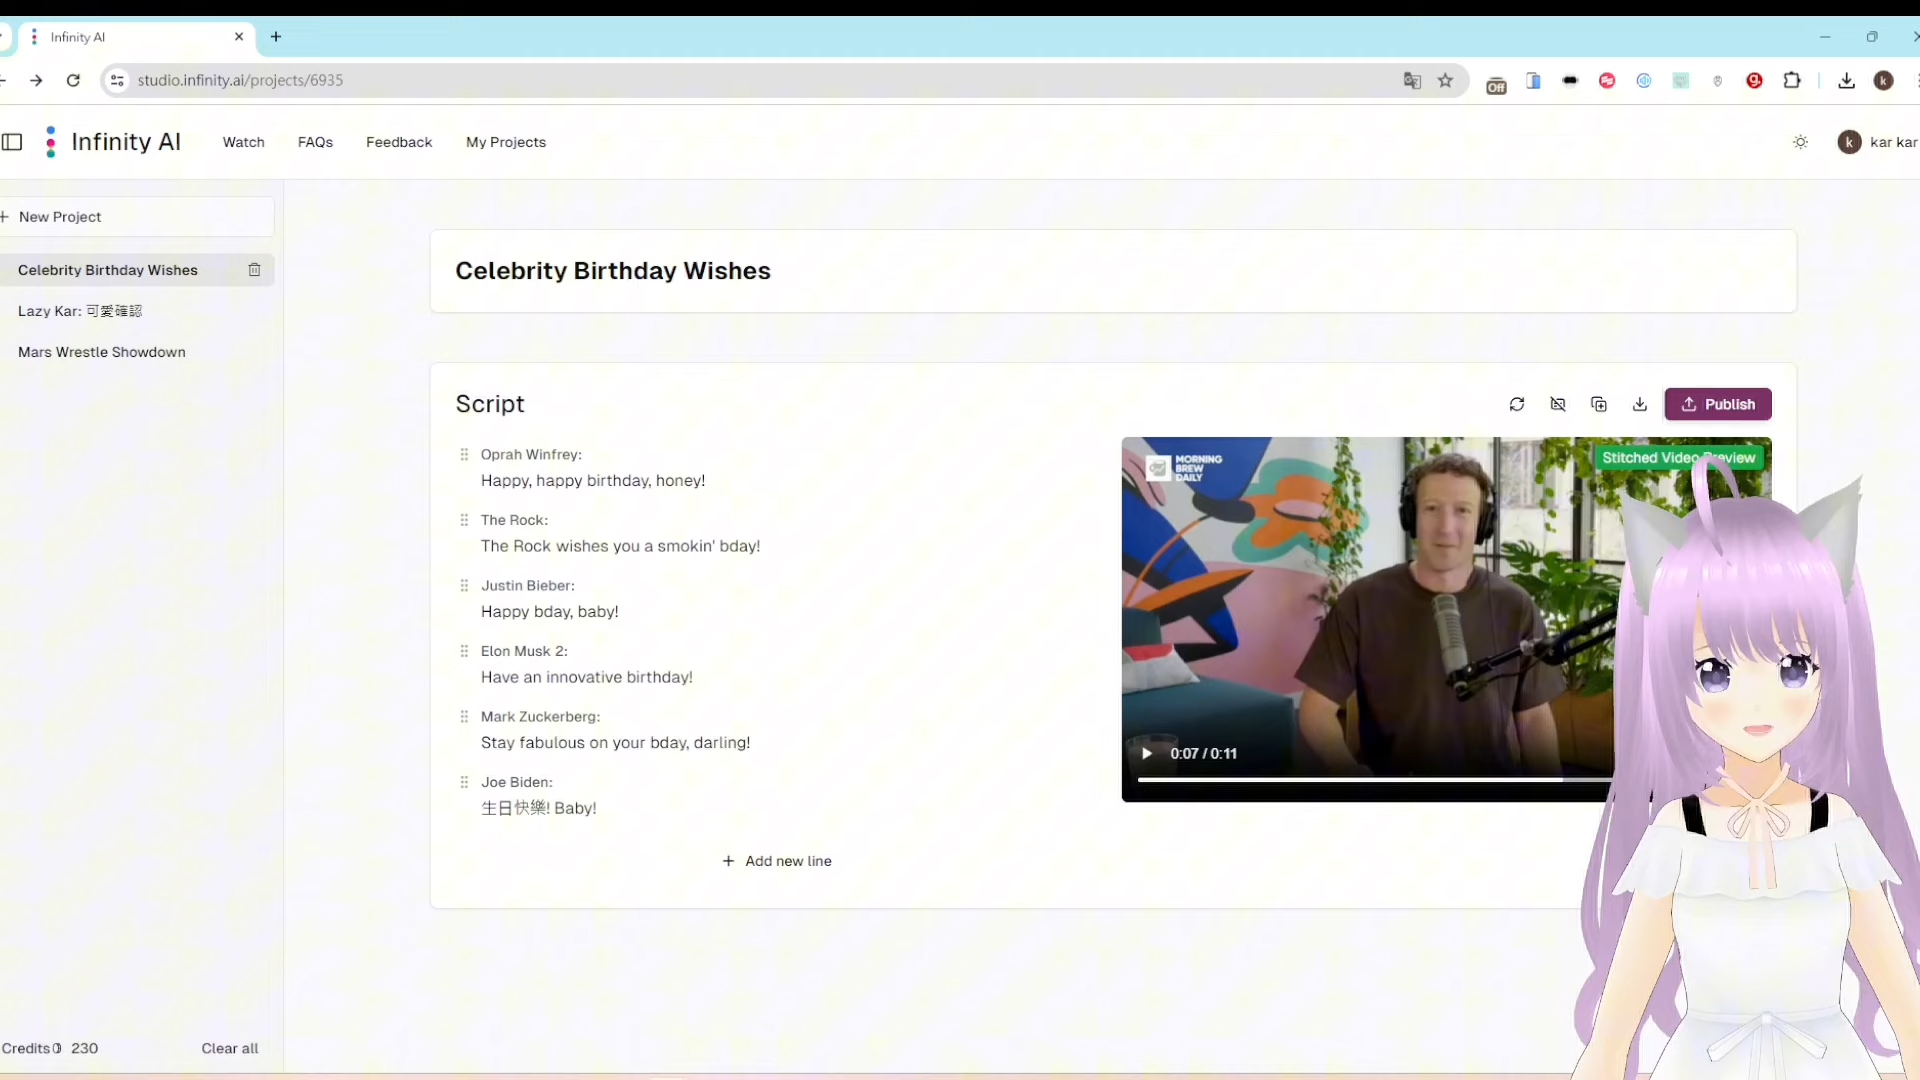 Infinity AI
studio.infinity.ai/projects/6935
Off
g.
k
Infinity AI
Watch
FAQs
Feedback
My Projects
k
kar kar
New Project
Celebrity Birthday Wishes
Lazy Kar: 可愛確認
Mars Wrestle Showdown
Celebrity Birthday Wishes
Script
Publish
Oprah Winfrey:
Happy, happy birthday, honey!
The Rock:
The Rock wishes you a smokin' bday!
Justin Bieber:
Happy bday, baby!
Elon Musk 2:
Have an innovative birthday!
Mark Zuckerberg:
Stay fabulous on your bday, darling!
Joe Biden:
生日快樂! Baby!
+ Add new line
MORNING
BREW
DAILY
Stitched Video Preview
0:07 / 0:11
Credits 230
Clear all